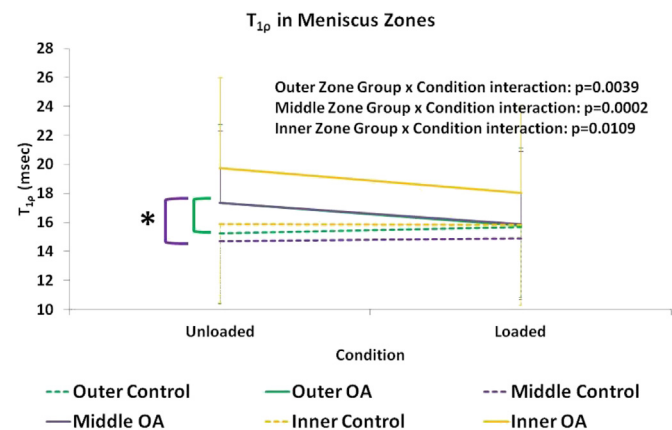 T1ρ in Meniscus Zones
28
26
24
22
20
18
16
14
12
10
T1ρ (msec)
Outer Zone Group x Condition interaction: p=0.0039
Middle Zone Group x Condition interaction: p=0.0002
Inner Zone Group x Condition interaction: p=0.0109
*
Unloaded Loaded
Condition
Outer Control Outer OA Middle Control
Middle OA Inner Control Inner OA